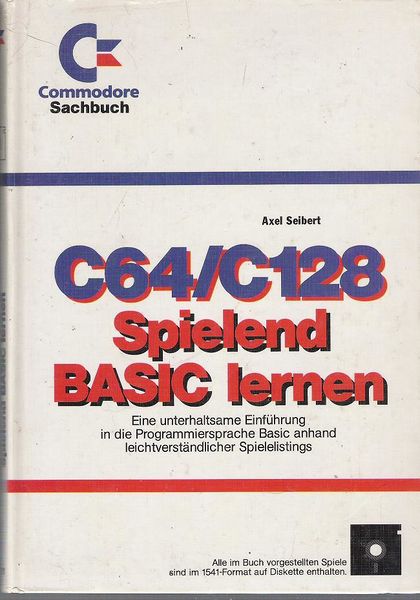 Commodore
Sachbuch
Axel Seibert
C64/C128
Spielend
BASIC lernen
Eine unterhaltsame Einführung
in die Programmiersprache Basic anhand
leichtverständlicher Spielelistings
Alle im Buch vorgestellten Spiele
sind im 1541-Format auf Diskette enthalten.